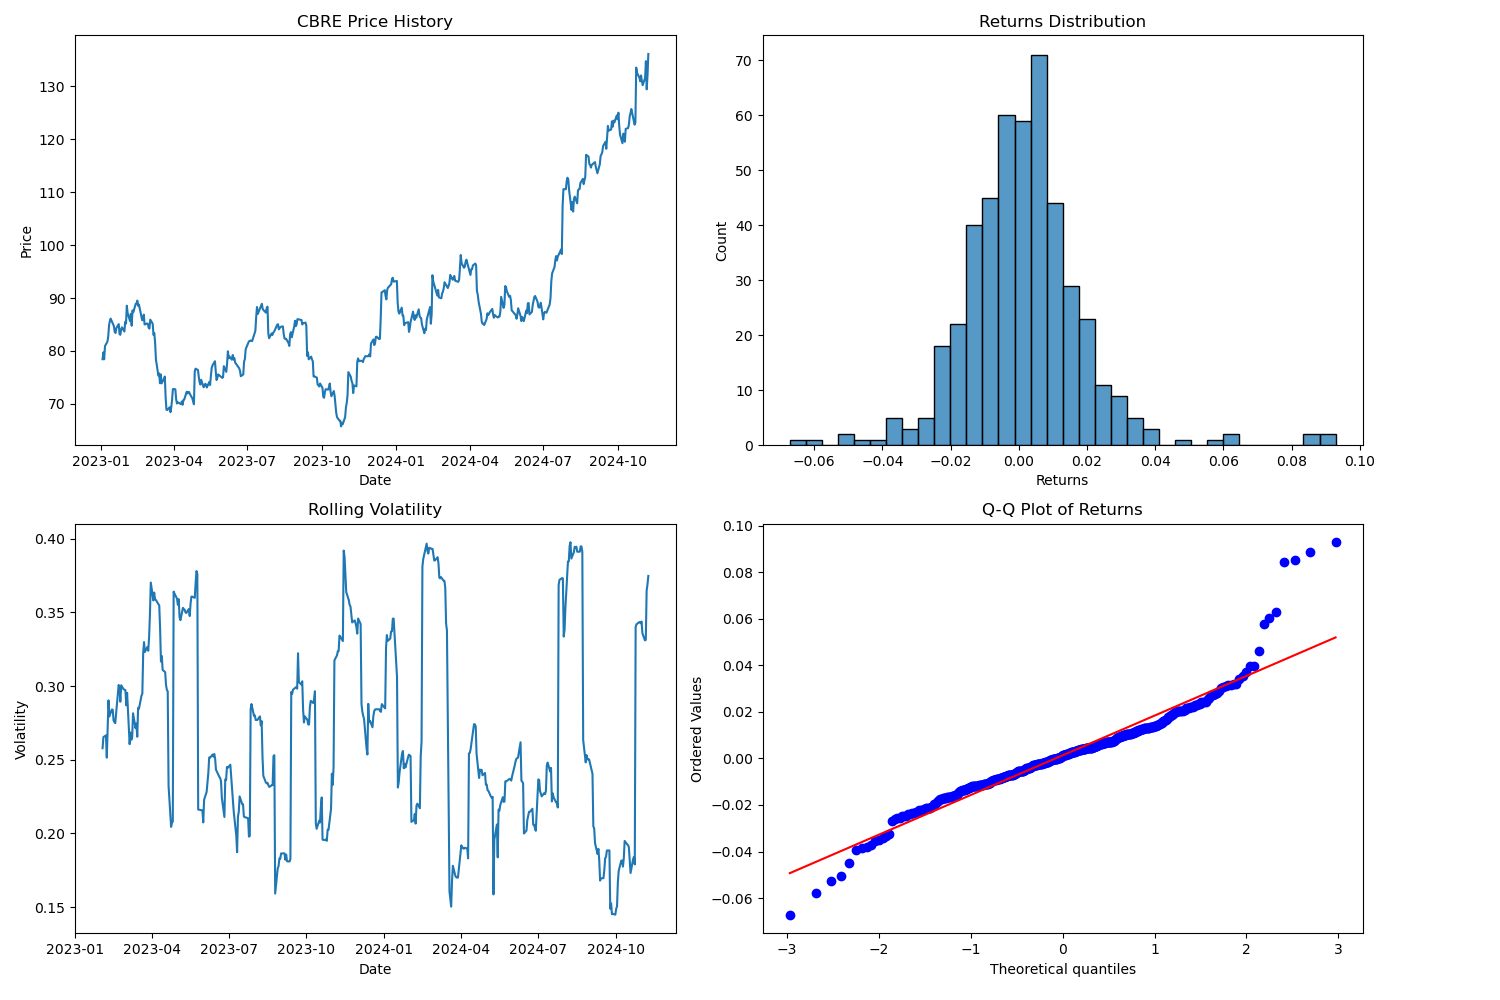 CBRE Price History
Price
130
120
110
100
90
80
70
2023-01 2023-04 2023-07 2023-10 2024-01 2024-04 2024-07 2024-10
Date
Returns Distribution
Count
70
60
50
40
30
20
10
0
−0.06 −0.04 −0.02 0.00 0.02 0.04 0.06 0.08 0.10
Returns
Rolling Volatility
Volatility
0.40
0.35
0.30
0.25
0.20
0.15
2023-01 2023-04 2023-07 2023-10 2024-01 2024-04 2024-07 2024-10
Date
Q-Q Plot of Returns
Ordered Values
0.10
0.08
0.06
0.04
0.02
0.00
−0.02
−0.04
−0.06
−3 −2 −1 0 1 2 3
Theoretical quantiles